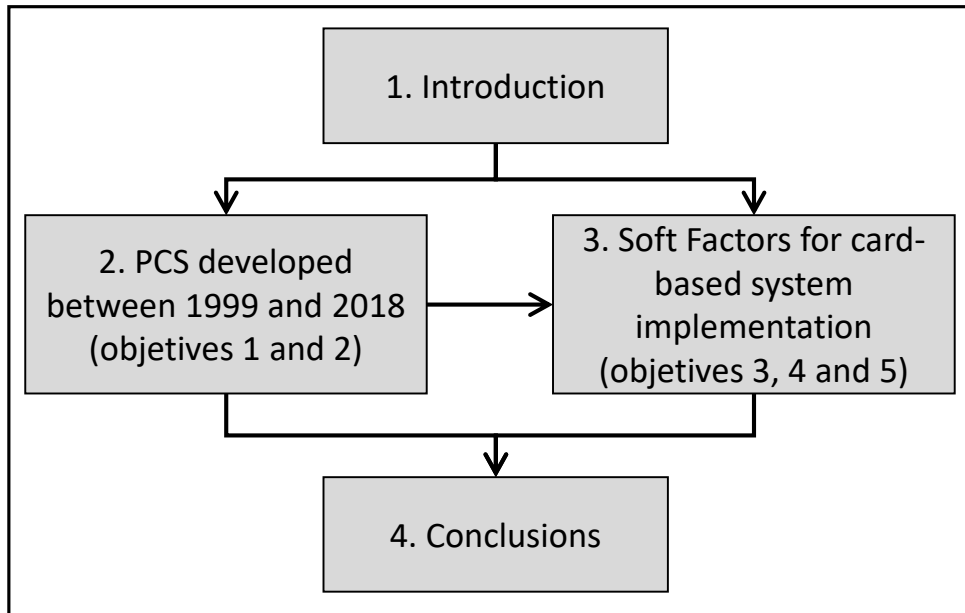 1. Introduction
2. PCS developed
between 1999 and 2018
(objetives 1 and 2)
3. Soft Factors for card-
based system
implementation
(objetives 3, 4 and 5)
4. Conclusions